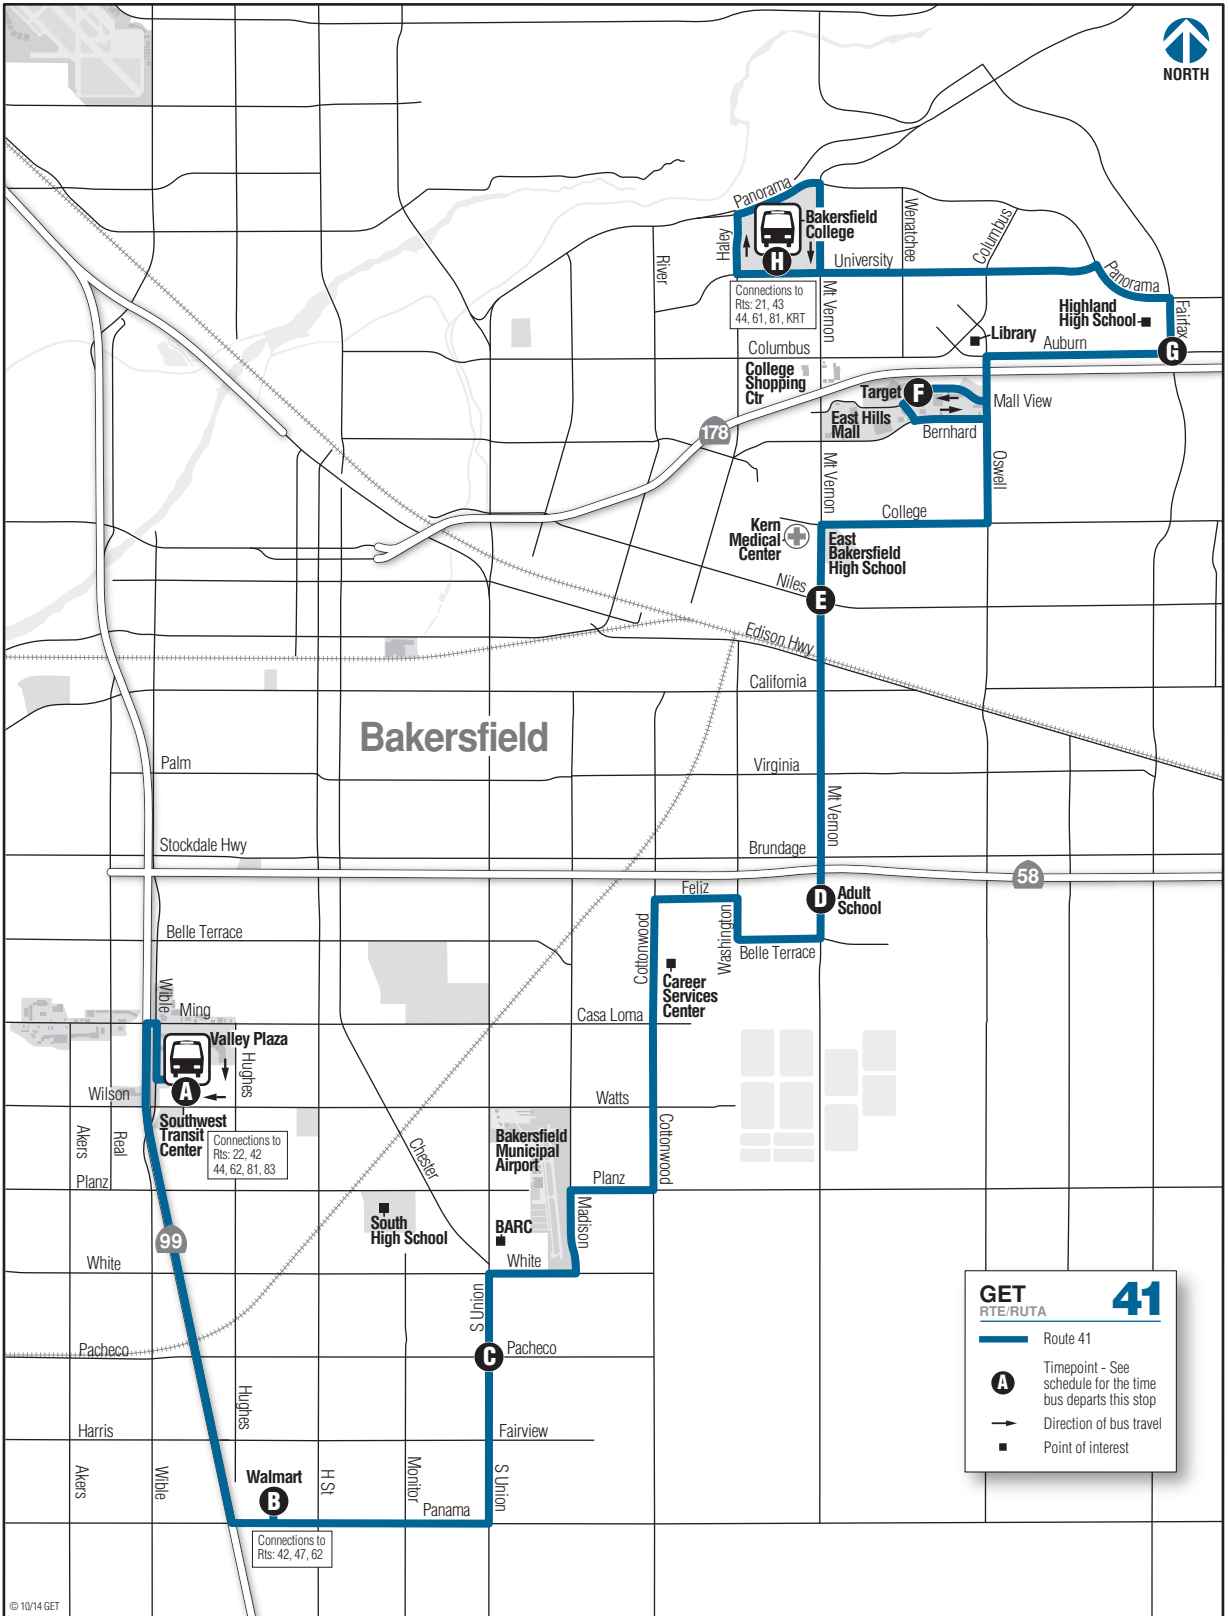 NORTH
Panorama
Bakersfield
College
Haley
H
River
Wenatchee
Columbus
University
Panorama
Connections to
Rts: 21, 43
44, 61, 81, KRT
Mt Vernon
Highland
High School
Fairfax
Library
Auburn
G
Columbus
College
Shopping
Ctr
Target
F
Mall View
East Hills
Mall
Bernhard
178
Mt Vernon
Oswell
College
Kern
Medical
Center
East
Bakersfield
High School
Niles
E
Edison Hwy
California
Bakersfield
Palm
Virginia
Mt Vernon
Stockdale Hwy
Brundage
58
Feliz
D
Adult
School
Cottonwood
Washington
Belle Terrace
Belle Terrace
Career
Services
Center
Wible
Ming
Casa Loma
Valley Plaza
Hughes
A
Wilson
Watts
Southwest
Transit
Center
Akers
Real
Connections to
Rts: 22, 42
44, 62, 81, 83
Chester
Bakersfield
Municipal
Airport
Cottonwood
Planz
Planz
Madison
South
High School
BARC
99
White
White
S Union
Pacheco
C
Pacheco
Hughes
Harris
Fairview
Akers
Wible
Walmart
B
H St
Monitor
Panama
S Union
Connections to
Rts: 42, 47, 62
GET
RTE/RUTA
41
Route 41
A
Timepoint - See
schedule for the time
bus departs this stop
Direction of bus travel
Point of interest
© 10/14 GET